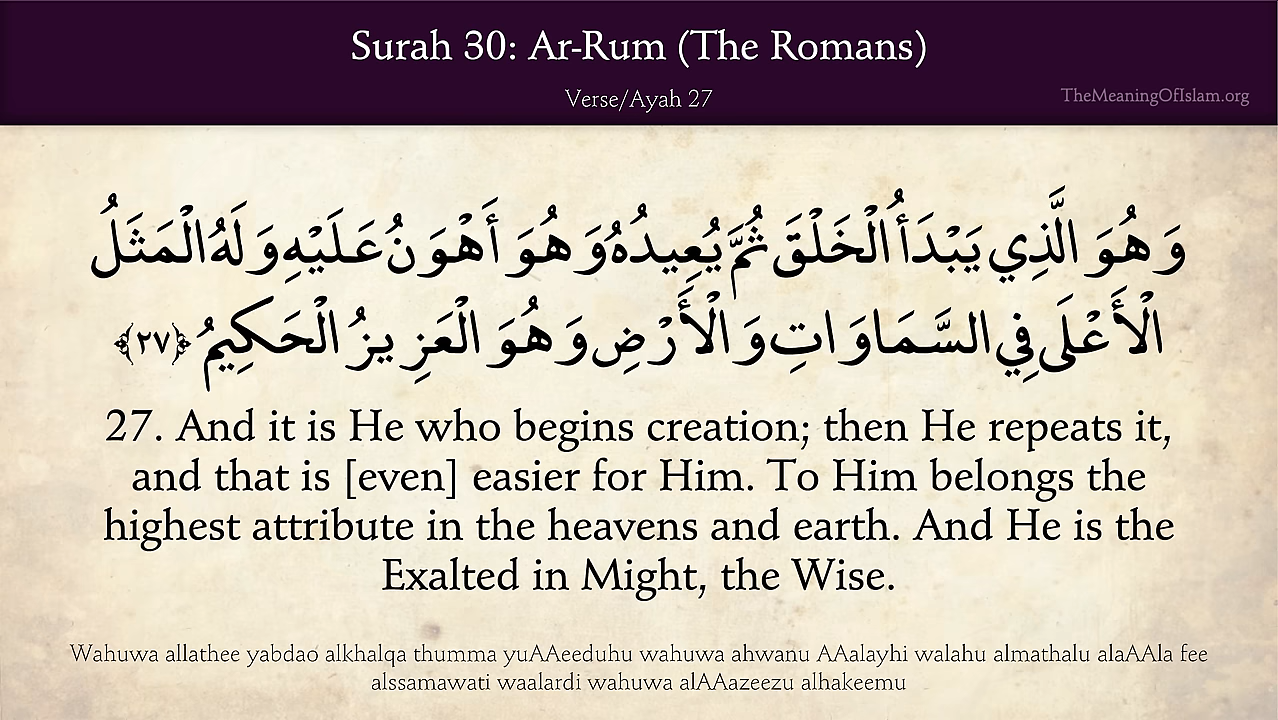 Surah 30: Ar-Rum (The Romans)
Verse/Ayah 27
TheMeaningOfIslam.org
وَهُوَ الَّذِي يَبْدَأُ الْخَلْقَ ثُمَّ يُعِيدُهُ وَهُوَ أَهْوَنُ عَلَيْهِ وَلَهُ الْمَثَلُ
الْأَعْلَى فِي السَّمَاوَاتِ وَالْأَرْضِ وَهُوَ الْعَزِيزُ الْحَكِيمُ ﴿٢٧﴾
27. And it is He who begins creation; then He repeats it,
and that is [even] easier for Him. To Him belongs the
highest attribute in the heavens and earth. And He is the
Exalted in Might, the Wise.
Wahuwa allathee yabdao alkhalqa thumma yuAAeeduhu wahuwa ahwanu AAalayhi walahu almathalu alaAAla fee
alssamawati waalardi wahuwa alAAazeezu alhakeemu